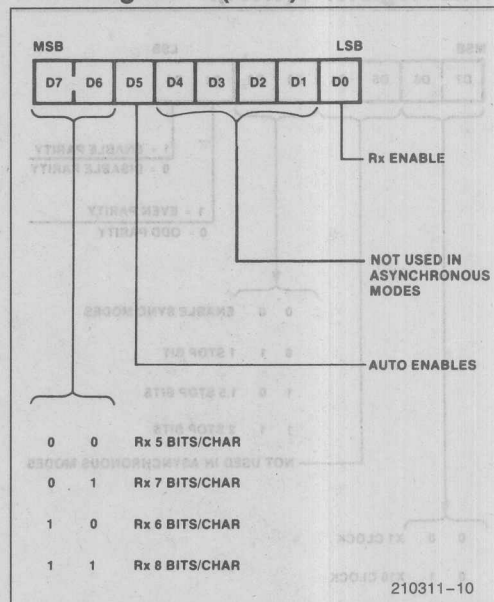 MSB LSB
D7 D6 D5 D4 D3 D2 D1 D0
Rx ENABLE
NOT USED IN
ASYNCHRONOUS
MODES
AUTO ENABLES
0 0 Rx 5 BITS/CHAR
0 1 Rx 7 BITS/CHAR
1 0 Rx 6 BITS/CHAR
1 1 Rx 8 BITS/CHAR
210311-10